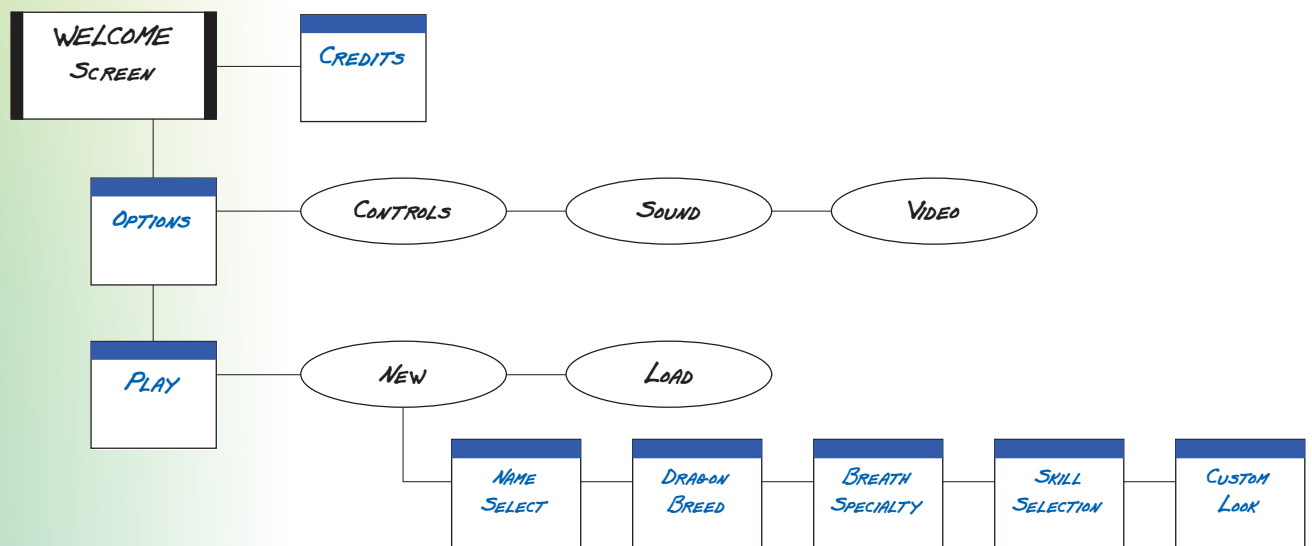 WELCOME
SCREEN
CREDITS
OPTIONS
CONTROLS
SOUND
VIDEO
PLAY
NEW
LOAD
NAME
SELECT
DRAGON
BREED
BREATH
SPECIALTY
SKILL
SELECTION
CUSTOM
LOOK